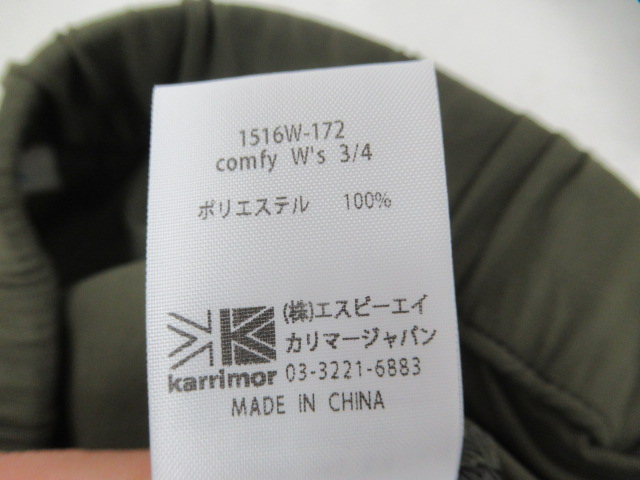 1516W-172
comfy W's 3/4
ポリエステル 100%
(株)エスピーエイ
カリマージャパン
karrimor 03-3221-6883
MADE IN CHINA